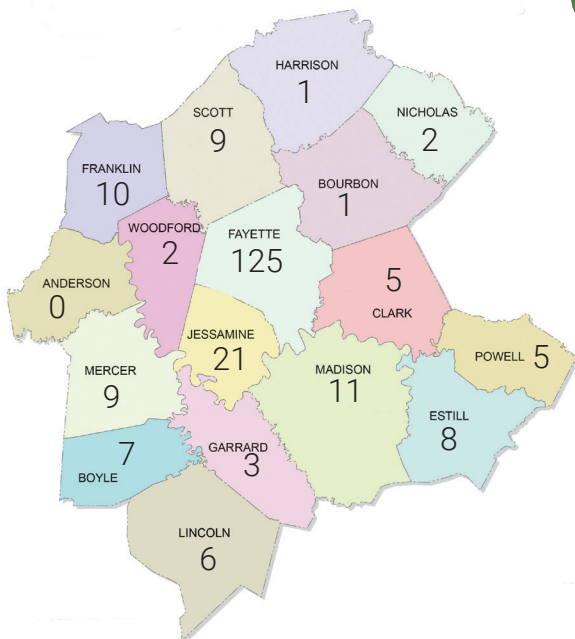 HARRISON
1
SCOTT
9
NICHOLAS
2
FRANKLIN
10
BOURBON
1
WOODFORD
2
FAYETTE
125
ANDERSON
0
5
CLARK
JESSAMINE
21
MERCER
9
MADISON
11
POWELL 5
ESTILL
8
7
BOYLE
GARRARD
3
LINCOLN
6